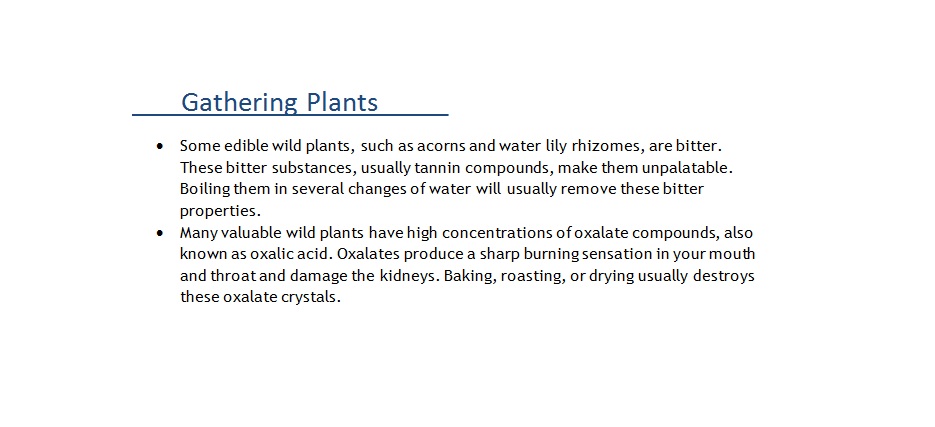 Gathering Plants
• Some edible wild plants, such as acorns and water lily rhizomes, are bitter.
These bitter substances, usually tannin compounds, make them unpalatable.
Boiling them in several changes of water will usually remove these bitter
properties.
• Many valuable wild plants have high concentrations of oxalate compounds, also
known as oxalic acid. Oxalates produce a sharp burning sensation in your mouth
and throat and damage the kidneys. Baking, roasting, or drying usually destroys
these oxalate crystals.